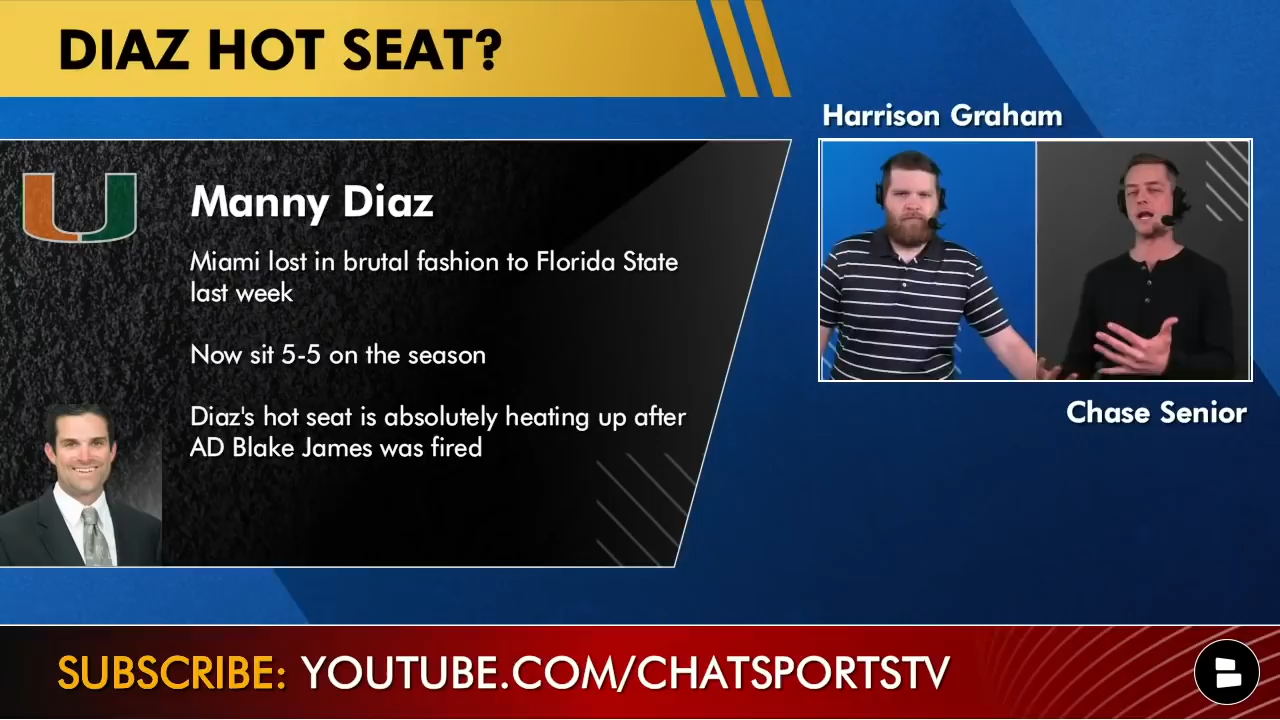 DIAZ HOT SEAT?
Harrison Graham
Manny Diaz
Miami lost in brutal fashion to Florida State
last week
Now sit 5-5 on the season
Diaz's hot seat is absolutely heating up after
AD Blake James was fired
Chase Senior
SUBSCRIBE: YOUTUBE.COM/CHATSPORTSTV